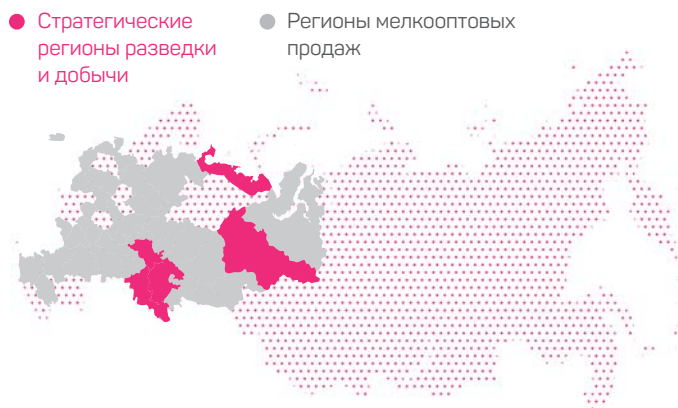 Стратегические
регионы разведки
и добычи
Регионы мелкооптовых
продаж